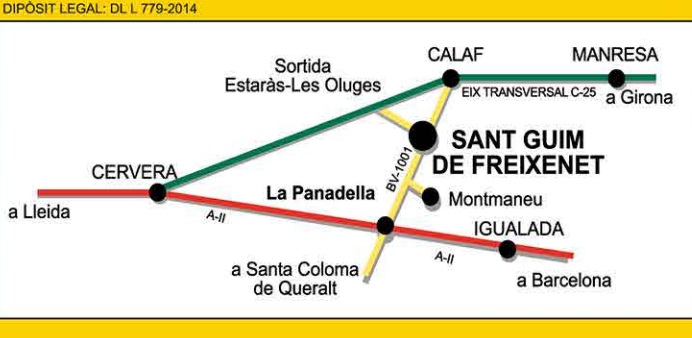 DIPÒSIT LEGAL: DL L 779-2014
CALAF
MANRESA
Sortida
Estaràs-Les Oluges
EIX TRANSVERSAL C-25
a Girona
SANT GUIM
DE FREIXENET
BV-1001
CERVERA
La Panadella
Montmaneu
a Lleida
A-II
IGUALADA
A-II
a Santa Coloma
de Queralt
a Barcelona